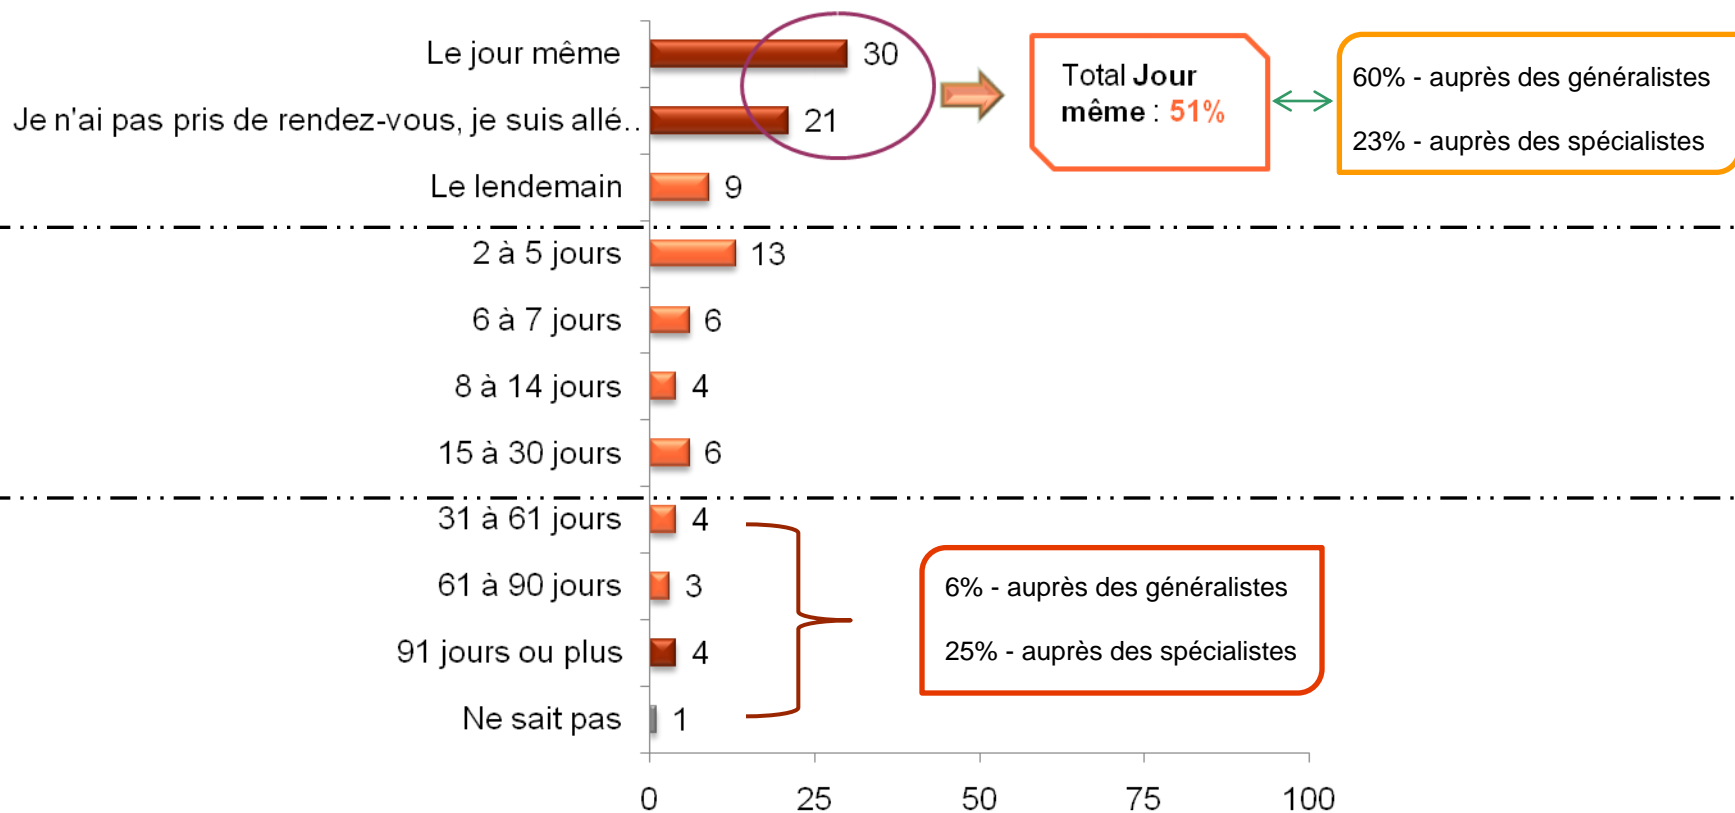 Le jour même 30
Je n'ai pas pris de rendez-vous, je suis allé.. 21
Le lendemain 9
2 à 5 jours 13
6 à 7 jours 6
8 à 14 jours 4
15 à 30 jours 6
31 à 61 jours 4
61 à 90 jours 3
91 jours ou plus 4
Ne sait pas 1
0 25 50 75 100
Total Jour
même : 51%
60% - auprès des généralistes
23% - auprès des spécialistes
6% - auprès des généralistes
25% - auprès des spécialistes